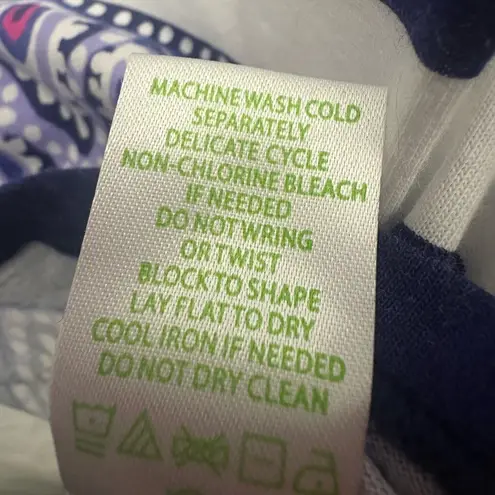 MACHINE WASH COLD
SEPARATELY
DELICATE CYCLE
NON-CHLORINE BLEACH
IF NEEDED
DO NOT WRING
OR TWIST
BLOCK TO SHAPE
LAY FLAT TO DRY
COOL IRON IF NEEDED
DO NOT DRY CLEAN